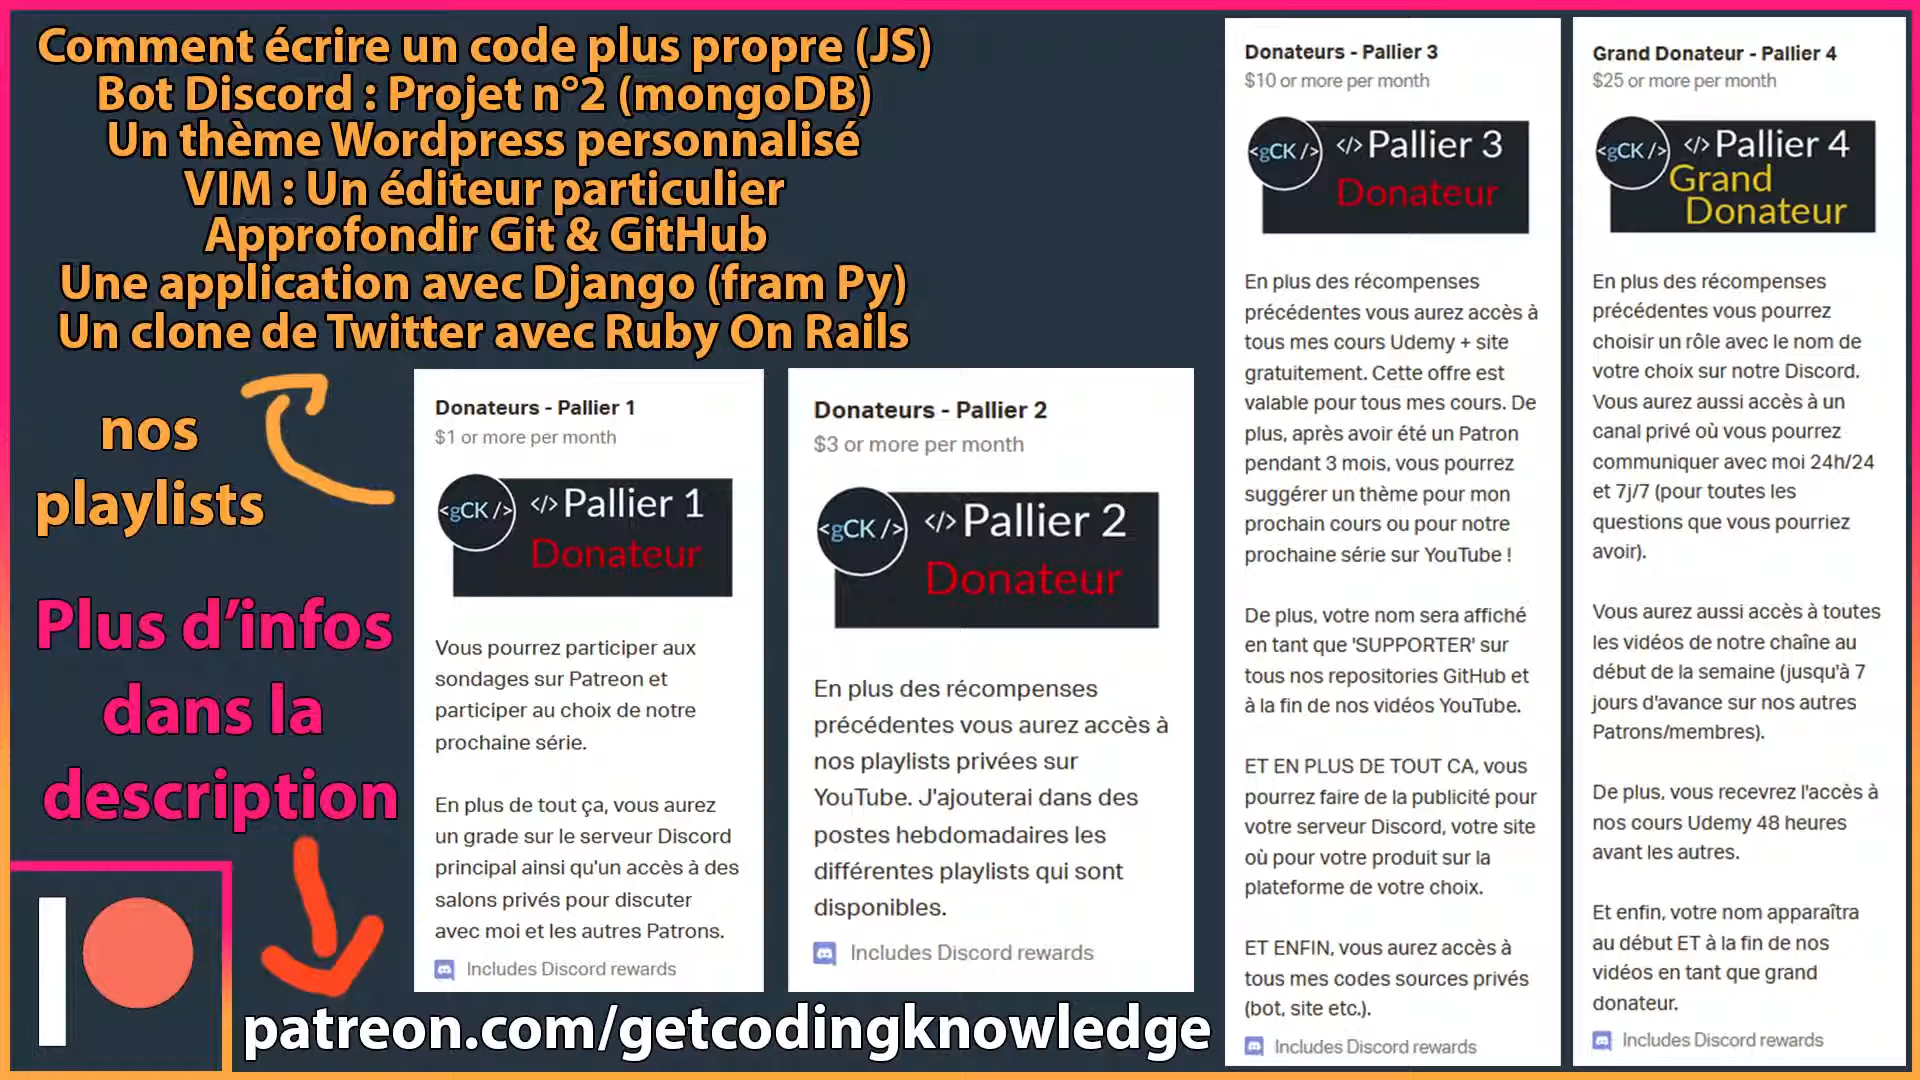 Comment écrire un code plus propre (JS)
Bot Discord : Projet n°2 (mongoDB)
Un thème Wordpress personnalisé
VIM : Un éditeur particulier
Approfondir Git & GitHub
Une application avec Django (fram Py)
Un clone de Twitter avec Ruby On Rails
nos
playlists
Plus d’infos
dans la
description
patreon.com/getcodingknowledge
Donateurs - Pallier 1
$1 or more per month
<gCK />
</> Pallier 1
Donateur
Vous pourrez participer aux
sondages sur Patreon et
participer au choix de notre
prochaine série.
En plus de tout ça, vous aurez
un grade sur le serveur Discord
principal ainsi qu'un accès à des
salons privés pour discuter
avec moi et les autres Patrons.
Includes Discord rewards
Donateurs - Pallier 2
$3 or more per month
<gCK />
</> Pallier 2
Donateur
En plus des récompenses
précédentes vous aurez accès à
nos playlists privées sur
YouTube. J'ajouterai dans des
postes hebdomadaires les
différentes playlists qui sont
disponibles.
Includes Discord rewards
Donateurs - Pallier 3
$10 or more per month
<gCK />
</> Pallier 3
Donateur
En plus des récompenses
précédentes vous aurez accès à
tous mes cours Udemy + site
gratuitement. Cette offre est
valable pour tous mes cours. De
plus, après avoir été un Patron
pendant 3 mois, vous pourrez
suggérer un thème pour mon
prochain cours ou pour notre
prochaine série sur YouTube !
De plus, votre nom sera affiché
en tant que 'SUPPORTER' sur
tous nos repositories GitHub et
à la fin de nos vidéos YouTube.
ET EN PLUS DE TOUT CA, vous
pourrez faire de la publicité pour
votre serveur Discord, votre site
où pour votre produit sur la
plateforme de votre choix.
ET ENFIN, vous aurez accès à
tous mes codes sources privés
(bot, site etc.).
Includes Discord rewards
Grand Donateur - Pallier 4
$25 or more per month
<gCK />
</> Pallier 4
Grand
Donateur
En plus des récompenses
précédentes vous pourrez
choisir un rôle avec le nom de
votre choix sur notre Discord.
Vous aurez aussi accès à un
canal privé où vous pourrez
communiquer avec moi 24h/24
et 7j/7 (pour toutes les
questions que vous pourriez
avoir).
Vous aurez aussi accès à toutes
les vidéos de notre chaîne au
début de la semaine (jusqu'à 7
jours d'avance sur nos autres
Patrons/membres).
De plus, vous recevrez l'accès à
nos cours Udemy 48 heures
avant les autres.
Et enfin, votre nom apparaîtra
au début ET à la fin de nos
vidéos en tant que grand
donateur.
Includes Discord rewards